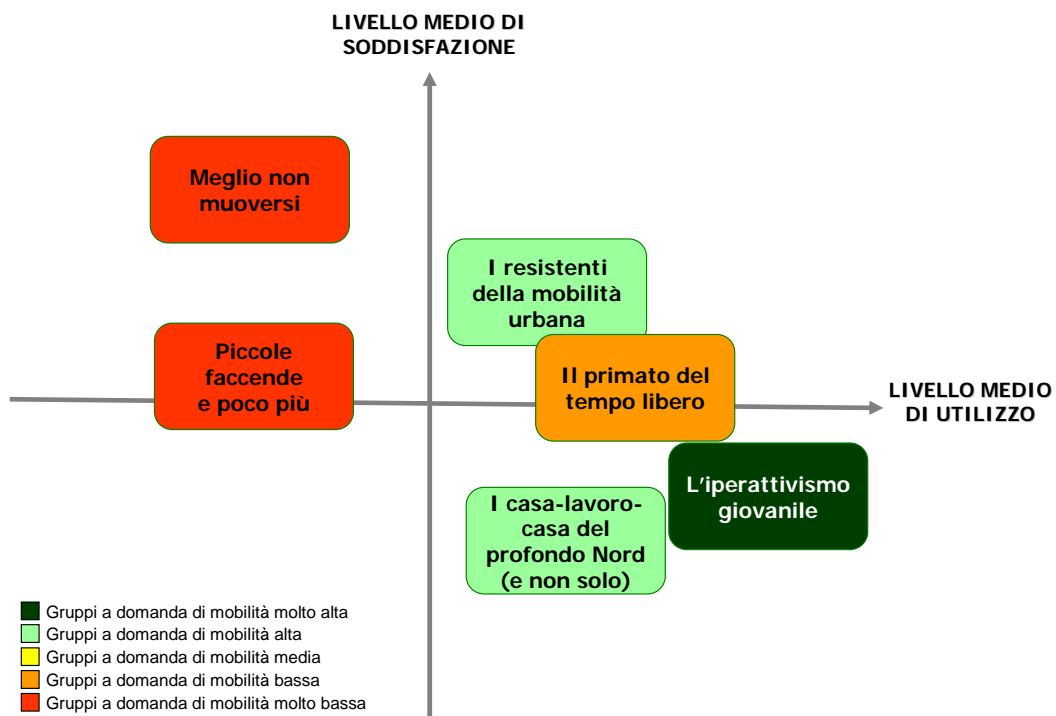 LIVELLO MEDIO DI
SODDISFAZIONE
Meglio non
muoversi
I resistenti
della mobilità
urbana
Piccole
faccende
e poco più
Il primato del
tempo libero
LIVELLO MEDIO
DI UTILIZZO
L'iperattivismo
giovanile
I casa-lavoro-
casa del
profondo Nord
(e non solo)
Gruppi a domanda di mobilità molto alta
Gruppi a domanda di mobilità alta
Gruppi a domanda di mobilità media
Gruppi a domanda di mobilità bassa
Gruppi a domanda di mobilità molto bassa